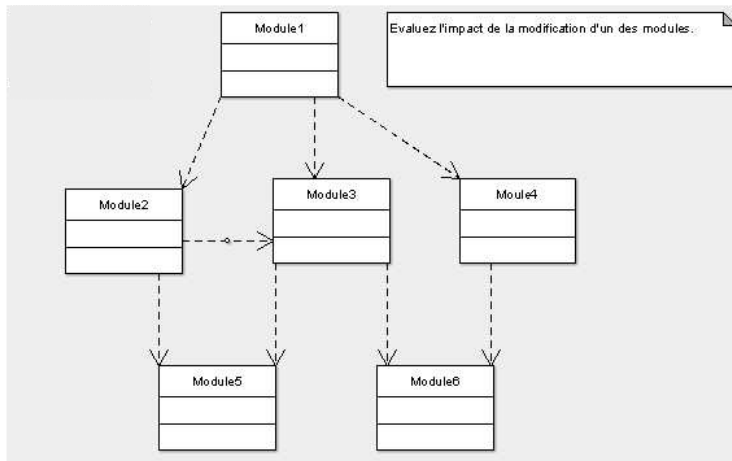 Module1
Evaluez l'impact de la modification d'un des modules.
Module2
Module3
Moule4
Module5
Module6